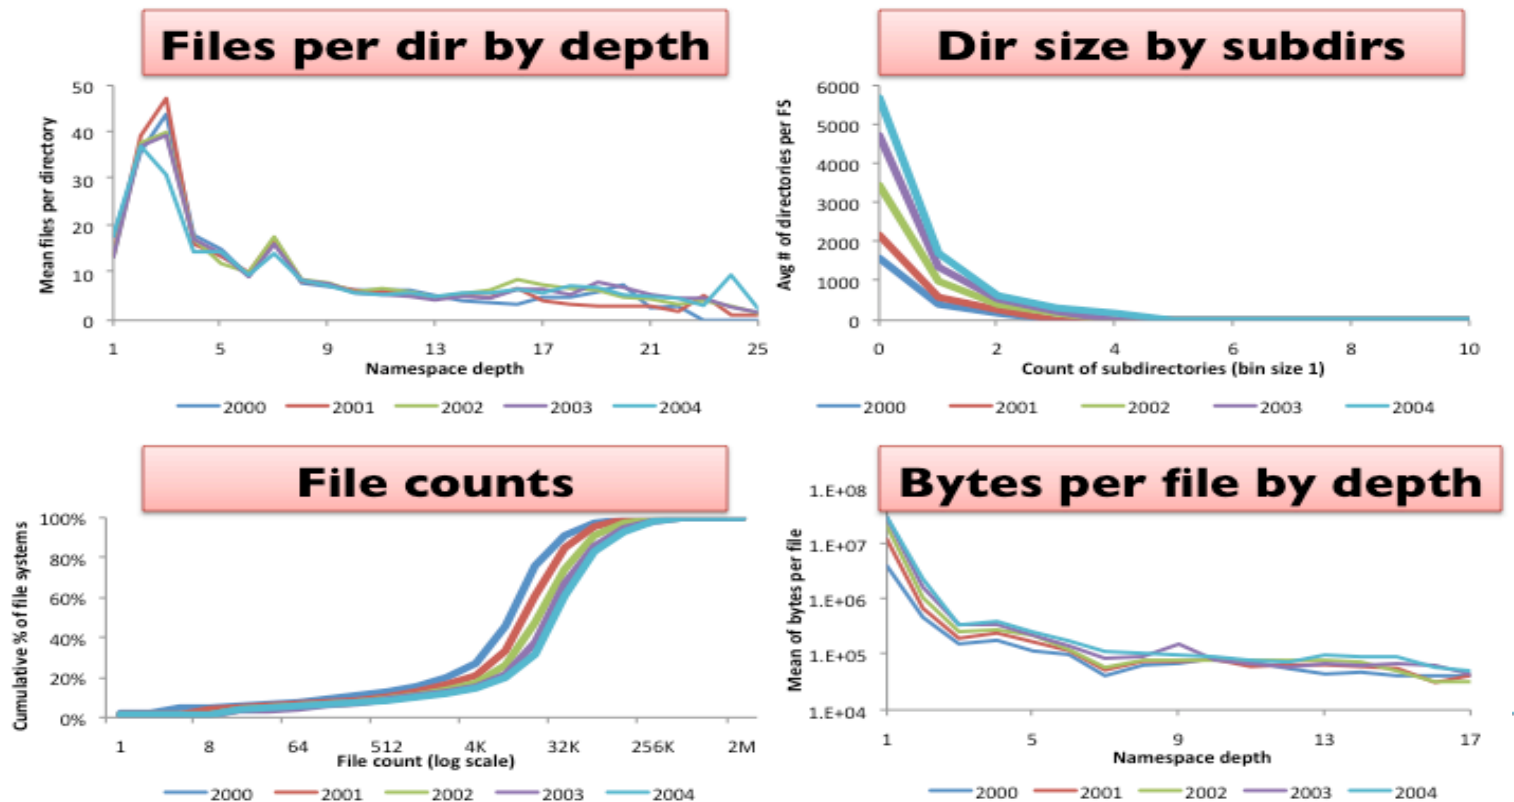 Files per dir by depth
Mean files per directory
50
40
30
20
10
0
1 5 9 13 17 21 25
Namespace depth
2000 2001 2002 2003 2004
Dir size by subdirs
Avg # of directories per FS
6000
5000
4000
3000
2000
1000
0
0 2 4 6 8 10
Count of subdirectories (bin size 1)
2000 2001 2002 2003 2004
File counts
Cumulative % of file systems
100%
80%
60%
40%
20%
0%
1 8 64 512 4K 32K 256K 2M
File count (log scale)
2000 2001 2002 2003 2004
Bytes per file by depth
Mean of bytes per file
1.E+08
1.E+07
1.E+06
1.E+05
1.E+04
1 5 9 13 17
Namespace depth
2000 2001 2002 2003 2004